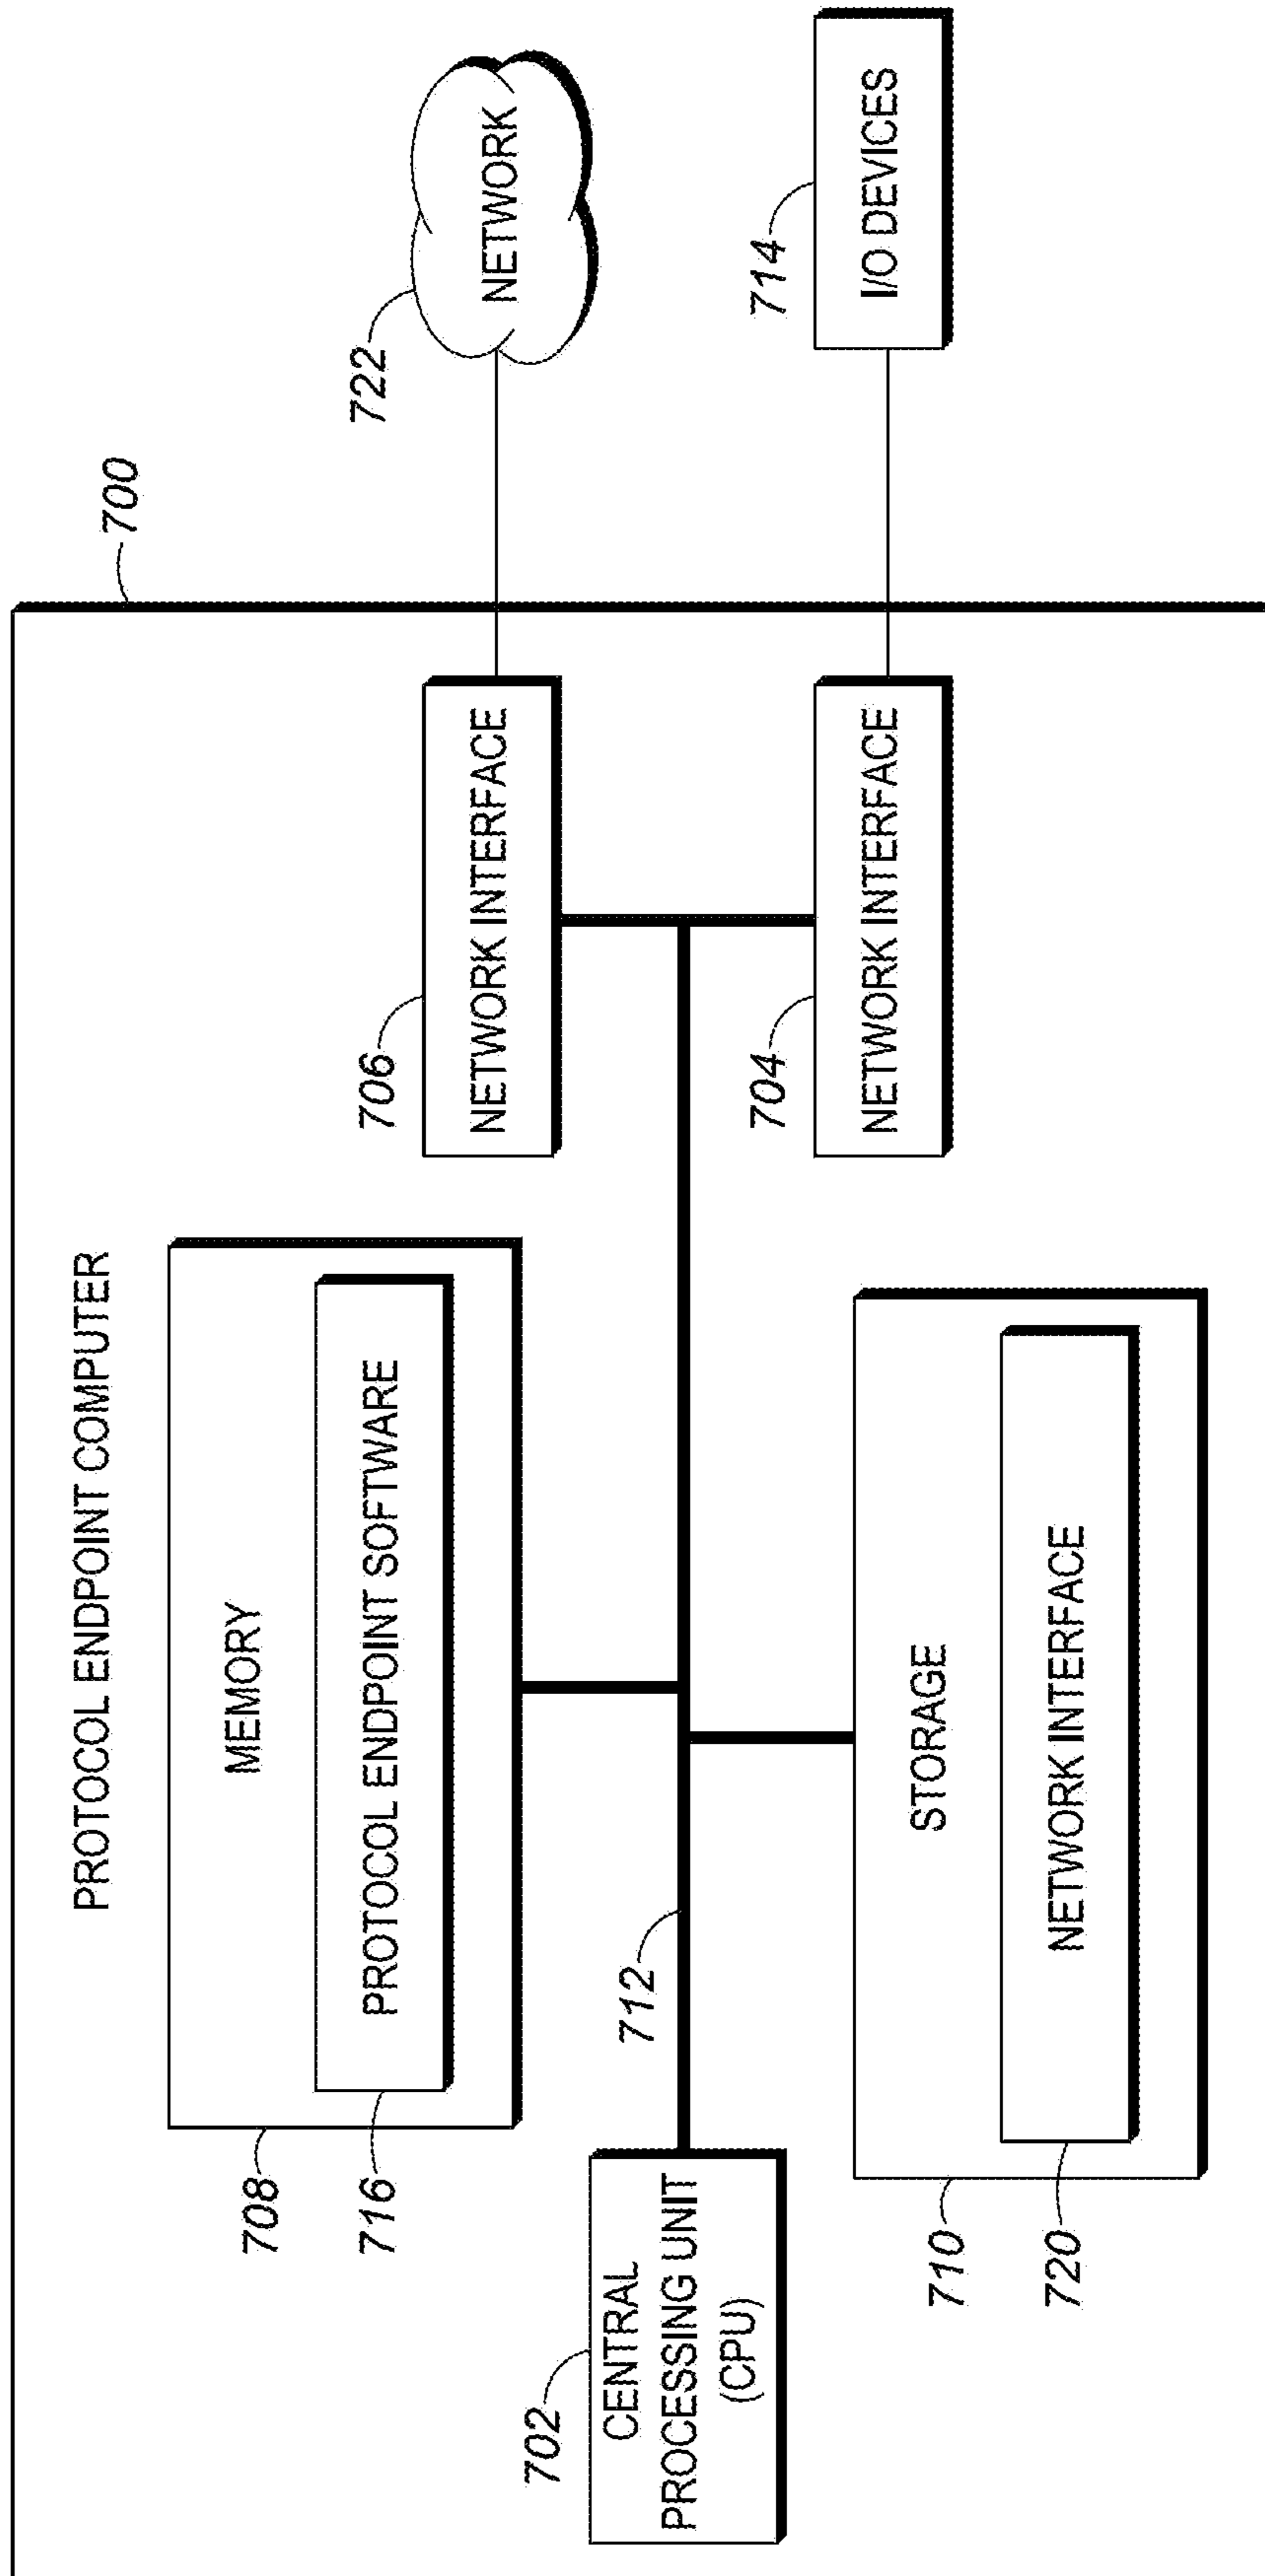 PROTOCOL ENDPOINT COMPUTER
700
708
MEMORY
716
PROTOCOL ENDPOINT SOFTWARE
706
NETWORK INTERFACE
722
NETWORK
702
CENTRAL
PROCESSING UNIT
(CPU)
712
710
STORAGE
720
NETWORK INTERFACE
704
NETWORK INTERFACE
714
I/O DEVICES